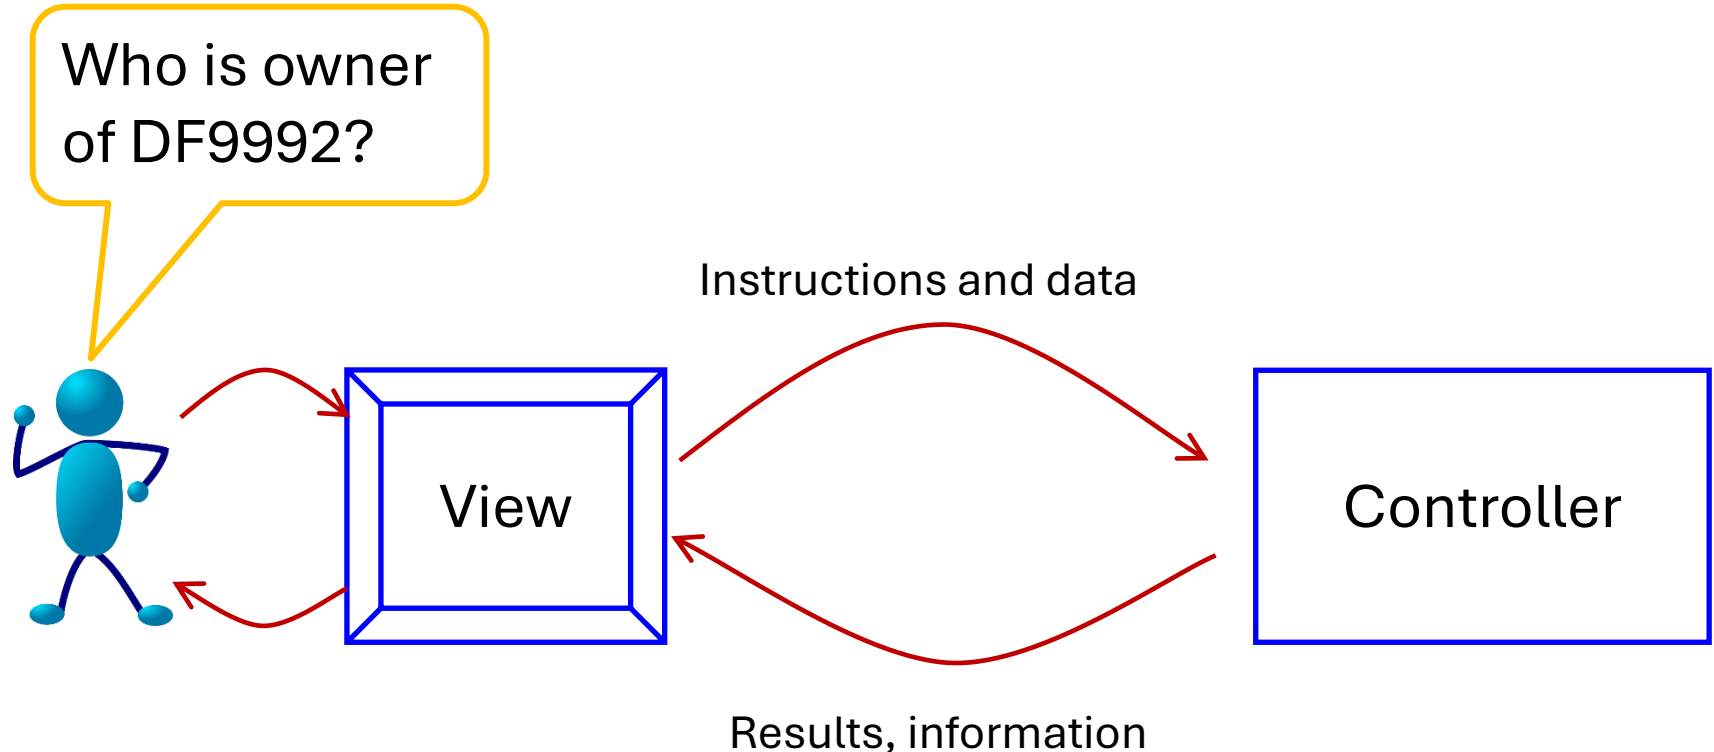 Who is owner
of DF9992?
Instructions and data
View
Controller
Results, information